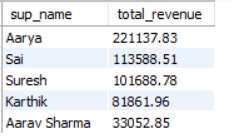 sup_name total_revenue
Aarya 221137.83
Sai 113588.51
Suresh 101688.78
Karthik 81861.96
Aarav Sharma 33052.85